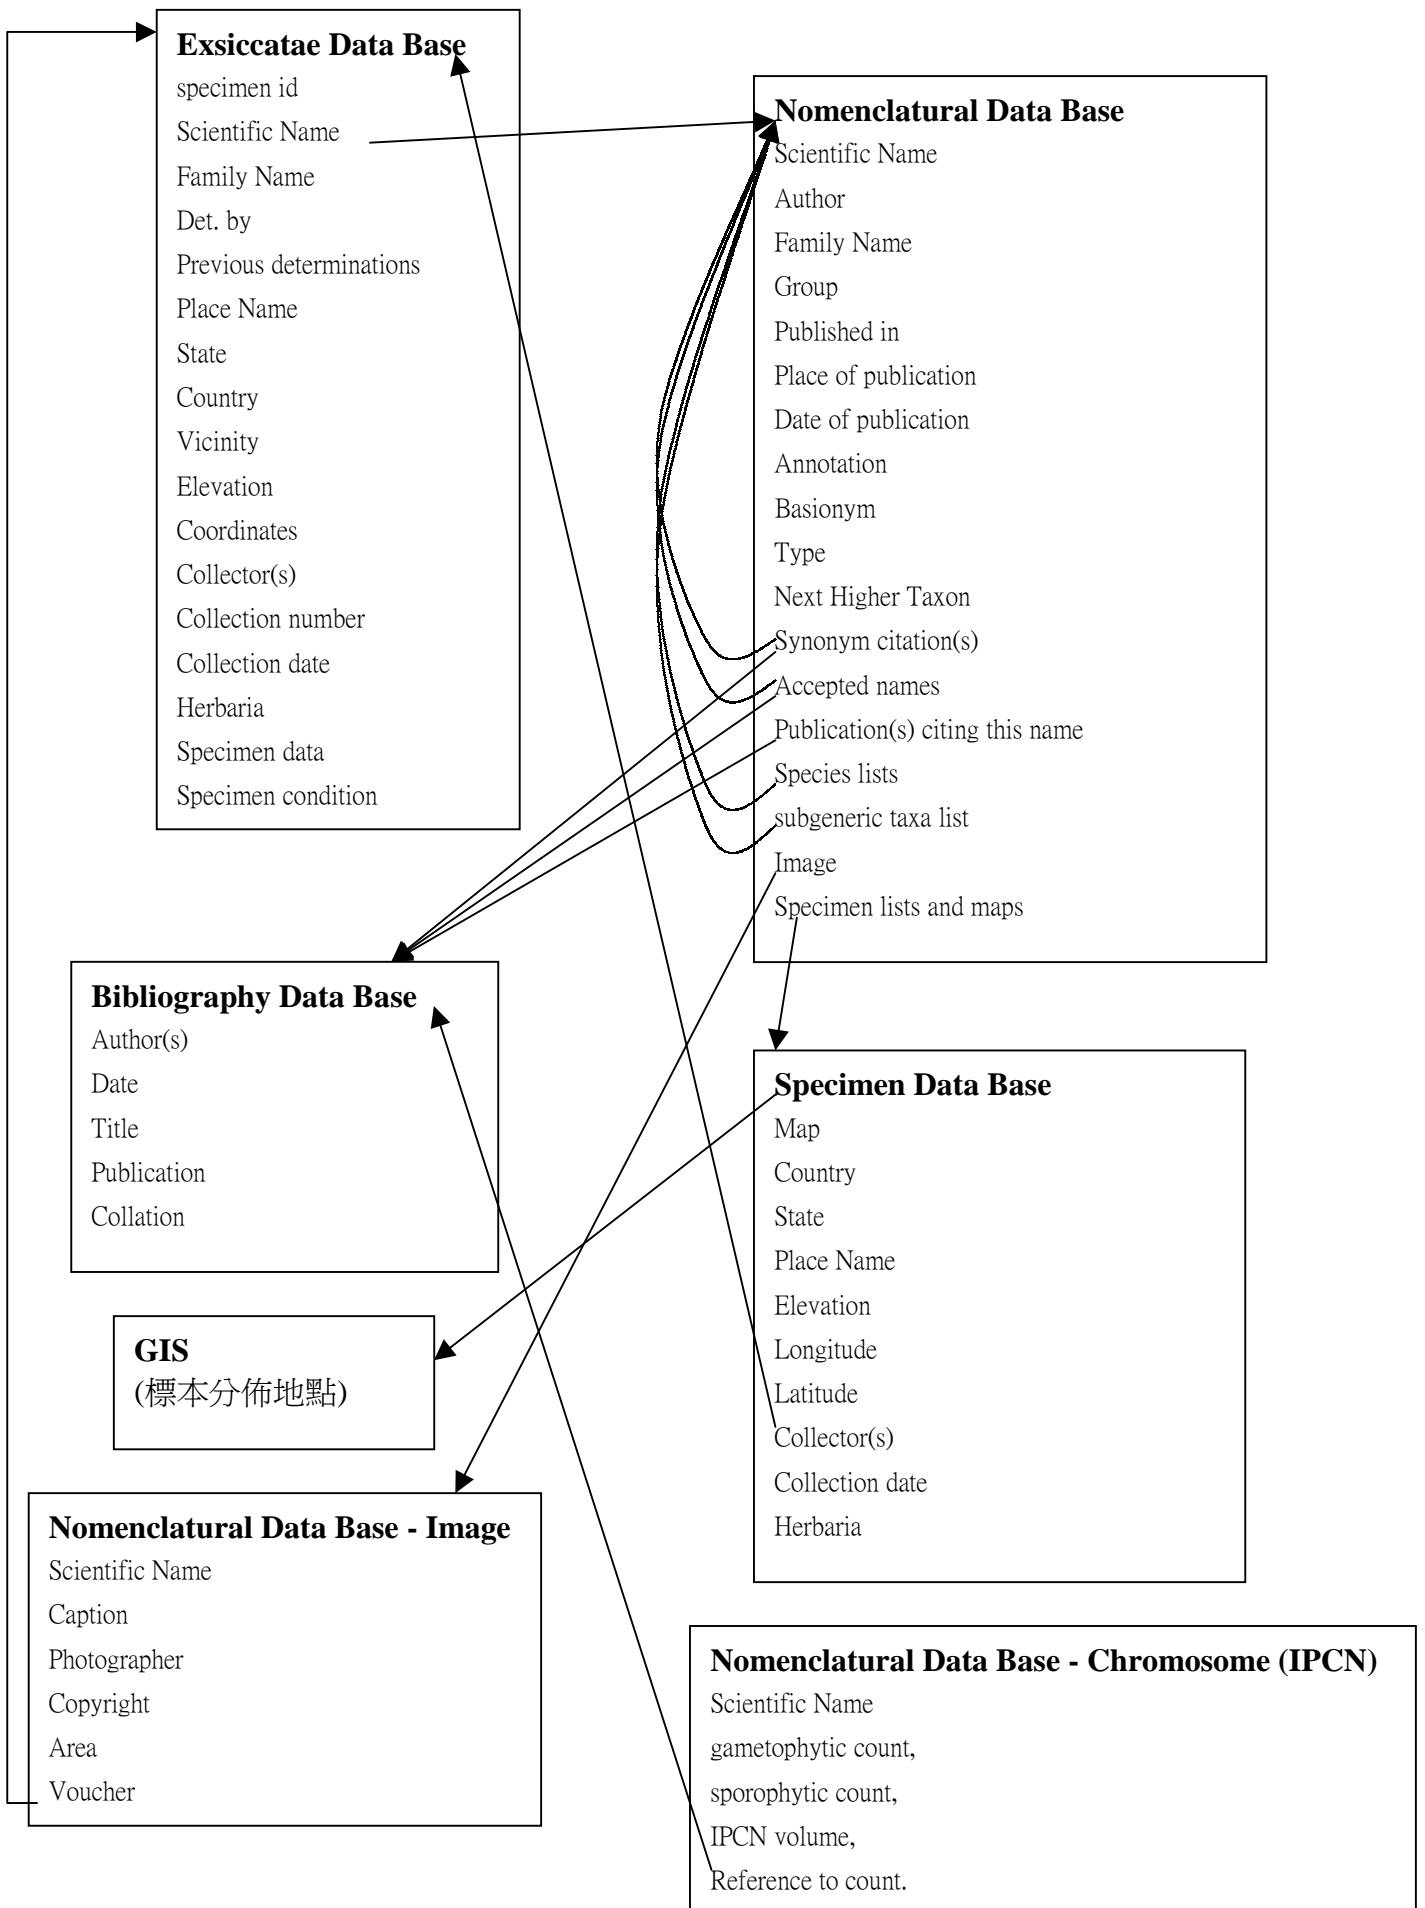 Exsiccatae Data Base
specimen id
Scientific Name
Family Name
Det. by
Previous determinations
Place Name
State
Country
Vicinity
Elevation
Coordinates
Collector(s)
Collection number
Collection date
Herbaria
Specimen data
Specimen condition
Nomenclatural Data Base
Scientific Name
Author
Family Name
Group
Published in
Place of publication
Date of publication
Annotation
Basionym
Type
Next Higher Taxon
Synonym citation(s)
Accepted names
Publication(s) citing this name
Species lists
subgeneric taxa list
Image
Specimen lists and maps
Bibliography Data Base
Author(s)
Date
Title
Publication
Collation
Specimen Data Base
Map
Country
State
Place Name
Elevation
Longitude
Latitude
Collector(s)
Collection date
Herbaria
GIS
(標本分佈地點)
Nomenclatural Data Base - Image
Scientific Name
Caption
Photographer
Copyright
Area
Voucher
Nomenclatural Data Base - Chromosome (IPCN)
Scientific Name
gametophytic count,
sporophytic count,
IPCN volume,
Reference to count.